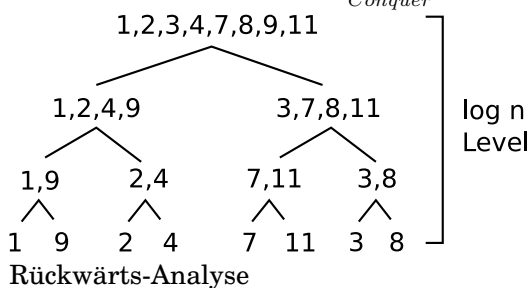 Conquer
1,2,3,4,7,8,9,11
1,2,4,9 3,7,8,11
log n
Level
1,9 2,4 7,11 3,8
1 9 2 4 7 11 3 8
Rückwärts-Analyse